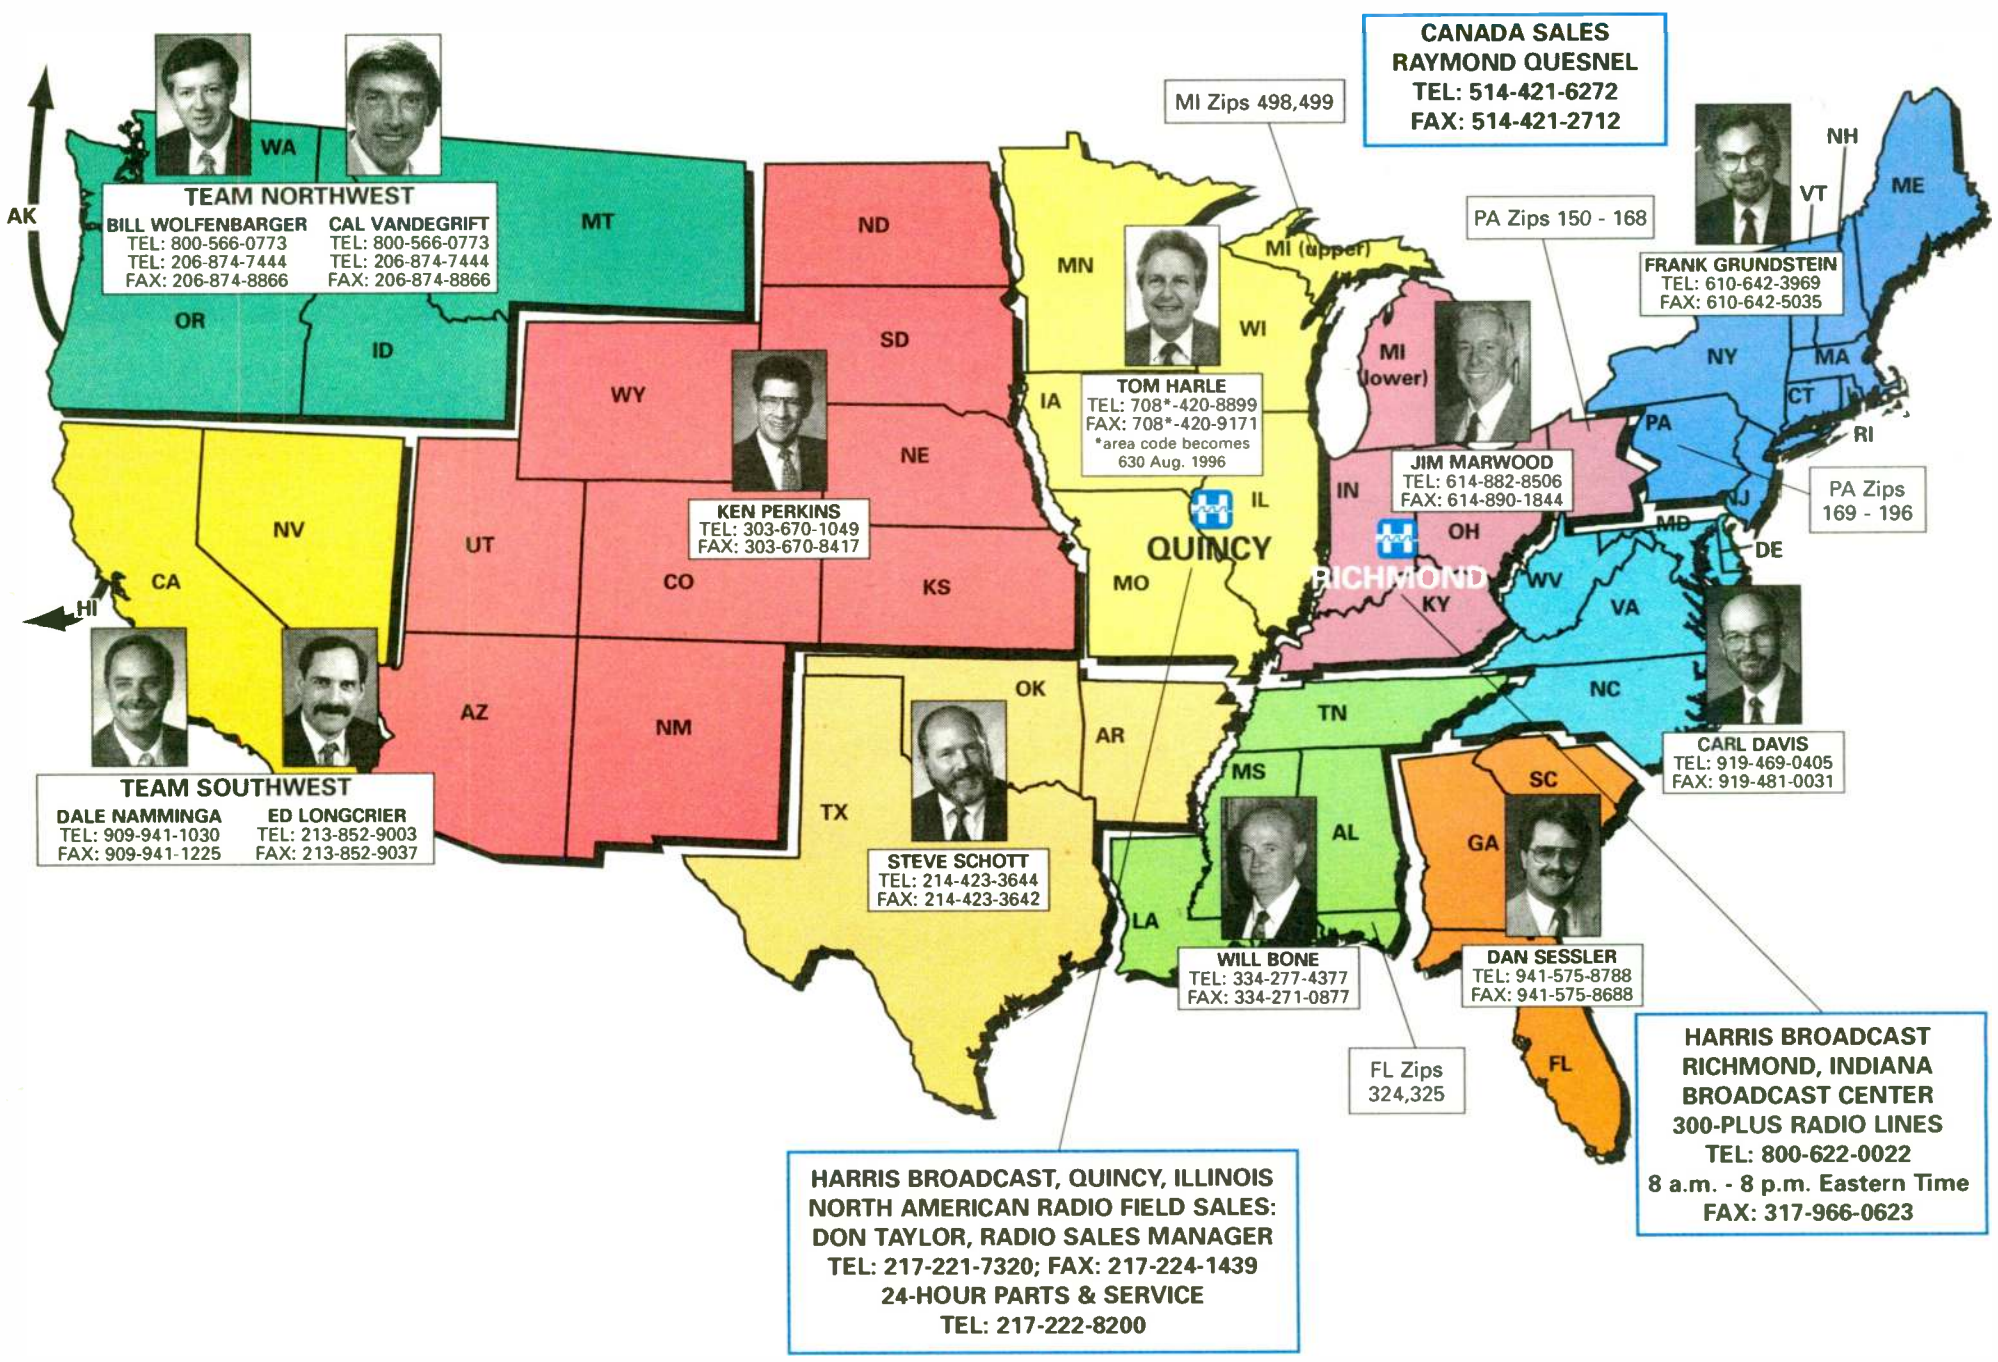 CANADA SALES
RAYMOND QUESNEL
TEL: 514-421-6272
FAX: 514-421-2712
MI Zips 498,499
PA Zips 150 - 168
NH
VT
ME
FRANK GRUNDSTEIN
TEL: 610-642-3969
FAX: 610-642-5035
WA
TEAM NORTHWEST
BILL WOLFENBARGER
TEL: 800-566-0773
TEL: 206-874-7444
FAX: 206-874-8866
CAL VANDEGRIFT
TEL: 800-566-0773
TEL: 206-874-7444
FAX: 206-874-8866
AK
MT
OR
ID
ND
SD
WY
NE
UT
CO
KS
AZ
NM
KEN PERKINS
TEL: 303-670-1049
FAX: 303-670-8417
MN
MI (upper)
WI
IA
TOM HARLE
TEL: 708*-420-8899
FAX: 708*-420-9171
*area code becomes
630 Aug. 1996
IL
QUINCY
MO
MI
(lower)
JIM MARWOOD
TEL: 614-882-8506
FAX: 614-890-1844
IN
OH
RICHMOND
KY
NY
MA
CT
RI
PA
NJ
PA Zips
169 - 196
MD
DE
WV
VA
NC
CARL DAVIS
TEL: 919-469-0405
FAX: 919-481-0031
NV
CA
HI
TEAM SOUTHWEST
DALE NAMMINGA
TEL: 909-941-1030
FAX: 909-941-1225
ED LONGCRIER
TEL: 213-852-9003
FAX: 213-852-9037
OK
AR
TX
STEVE SCHOTT
TEL: 214-423-3644
FAX: 214-423-3642
TN
MS
AL
LA
WILL BONE
TEL: 334-277-4377
FAX: 334-271-0877
SC
GA
DAN SESSLER
TEL: 941-575-8788
FAX: 941-575-8688
FL
FL Zips
324,325
HARRIS BROADCAST
RICHMOND, INDIANA
BROADCAST CENTER
300-PLUS RADIO LINES
TEL: 800-622-0022
8 a.m. - 8 p.m. Eastern Time
FAX: 317-966-0623
HARRIS BROADCAST, QUINCY, ILLINOIS
NORTH AMERICAN RADIO FIELD SALES:
DON TAYLOR, RADIO SALES MANAGER
TEL: 217-221-7320; FAX: 217-224-1439
24-HOUR PARTS & SERVICE
TEL: 217-222-8200